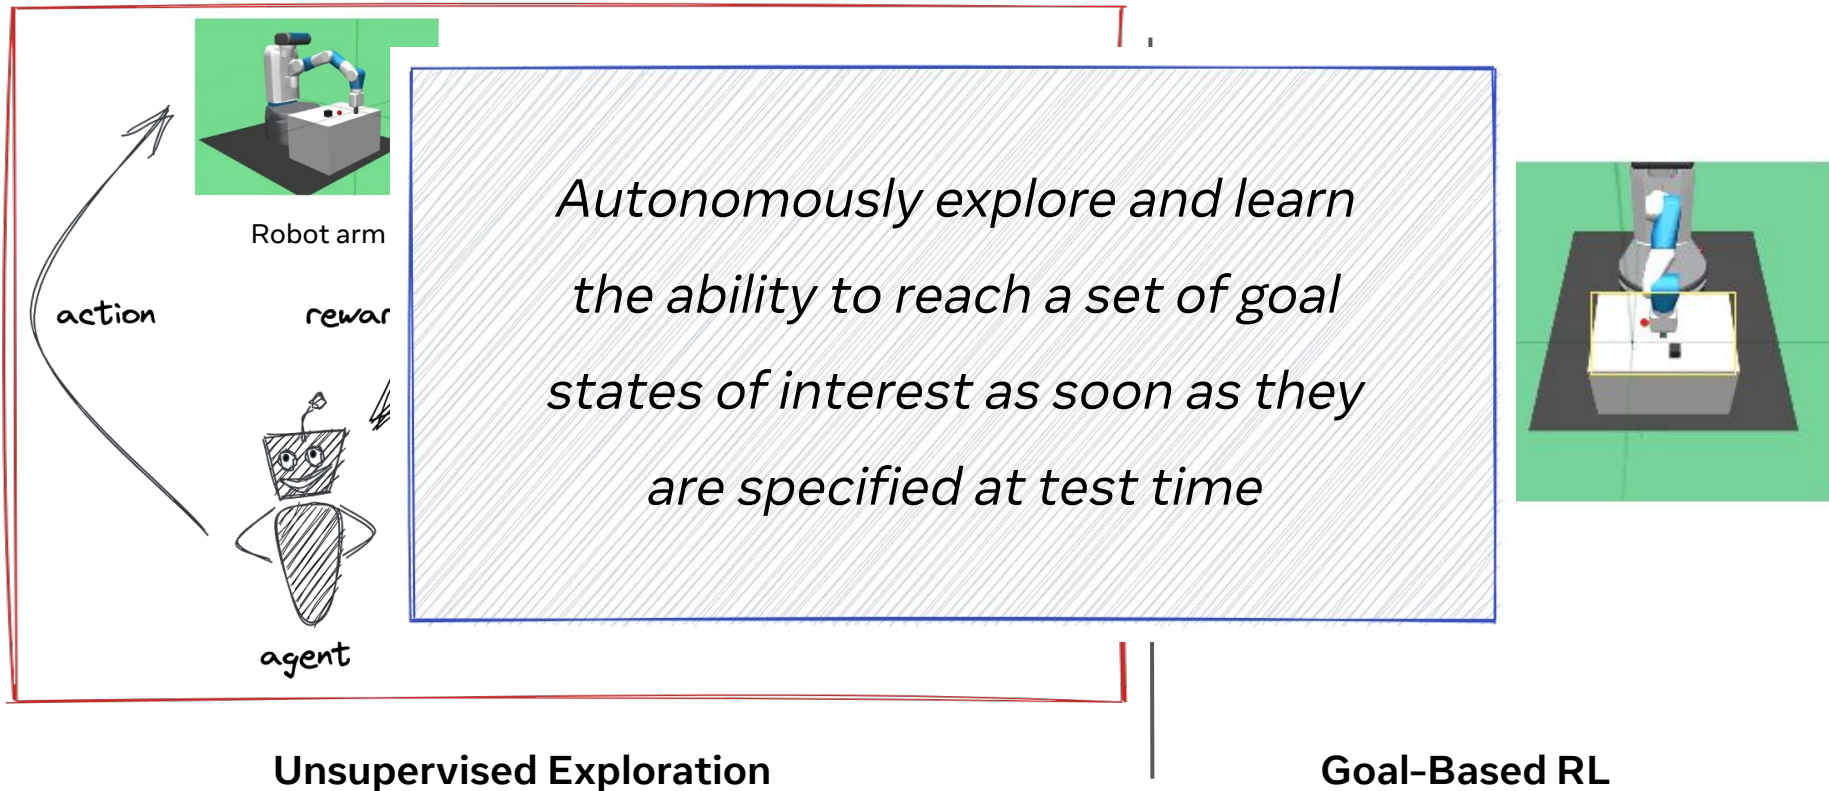 Autonomously explore and learn
the ability to reach a set of goal
states of interest as soon as they
are specified at test time
Robot arm
action
rewar
agent
Unsupervised Exploration
Goal-Based RL